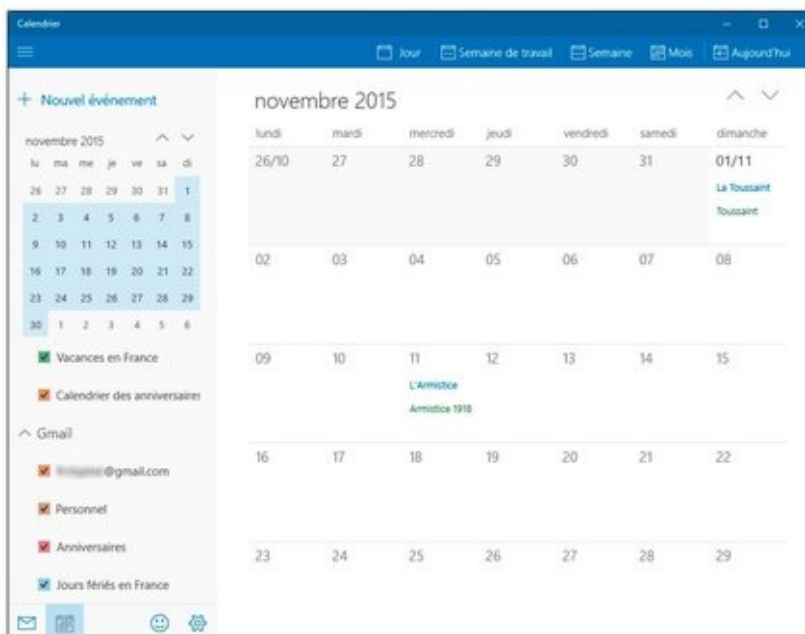 Calendrier
Jour Semaine de travail Semaine Mois Aujourd'hui
+ Nouvel événement
novembre 2015
lu ma me je ve sa di
26 27 28 29 30 31 1
2 3 4 5 6 7 8
9 10 11 12 13 14 15
16 17 18 19 20 21 22
23 24 25 26 27 28 29
30 1 2 3 4 5 6
Vacances en France
Calendrier des anniversaires
Gmail
@gmail.com
Personnel
Anniversaires
Jours fériés en France
novembre 2015
lundi mardi mercredi jeudi vendredi samedi dimanche
26/10 27 28 29 30 31 01/11
La Toussaint
Toussaint
02 03 04 05 06 07 08
09 10 11 12 13 14 15
L'Armistice
Armistice 1918
16 17 18 19 20 21 22
23 24 25 26 27 28 29